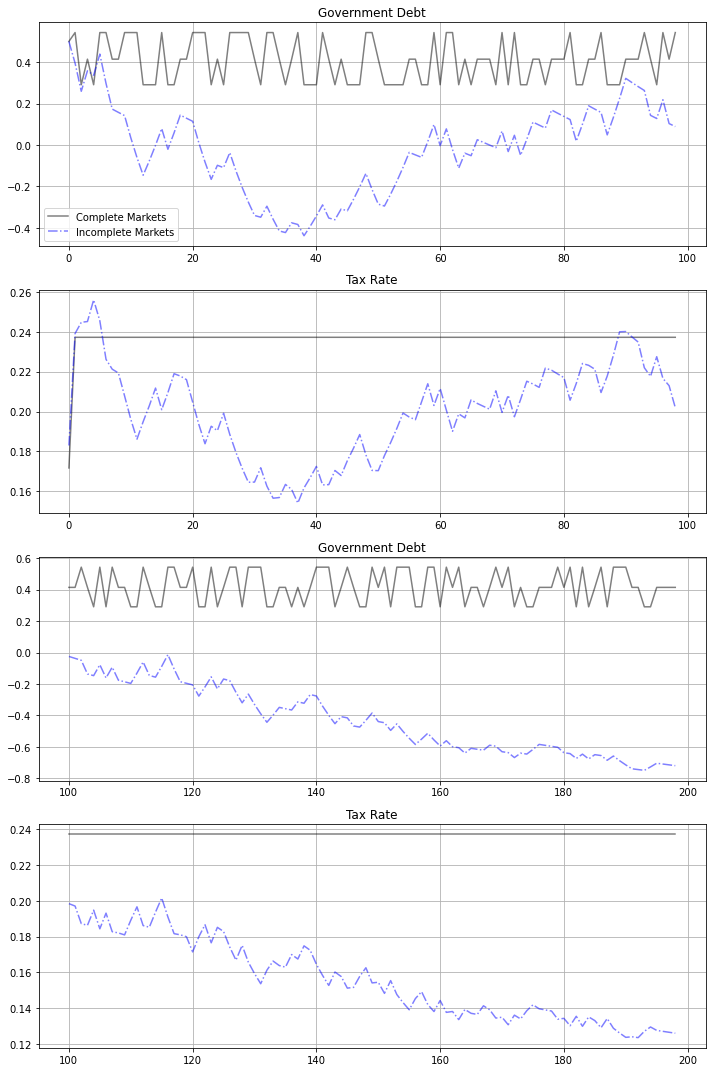 Government Debt
0.4
0.2
0.0
−0.2
−0.4
Complete Markets
Incomplete Markets
0 20 40 60 80 100
Tax Rate
0.26
0.24
0.22
0.20
0.18
0.16
0 20 40 60 80 100
Government Debt
0.6
0.4
0.2
0.0
−0.2
−0.4
−0.6
−0.8
100 120 140 160 180 200
Tax Rate
0.24
0.22
0.20
0.18
0.16
0.14
0.12
100 120 140 160 180 200